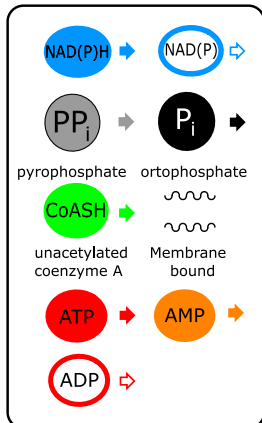 NAD(P)H NAD(P)
PPi Pi
pyrophosphate ortophosphate
CoASH
unacetylated Membrane
coenzyme A bound
ATP AMP
ADP